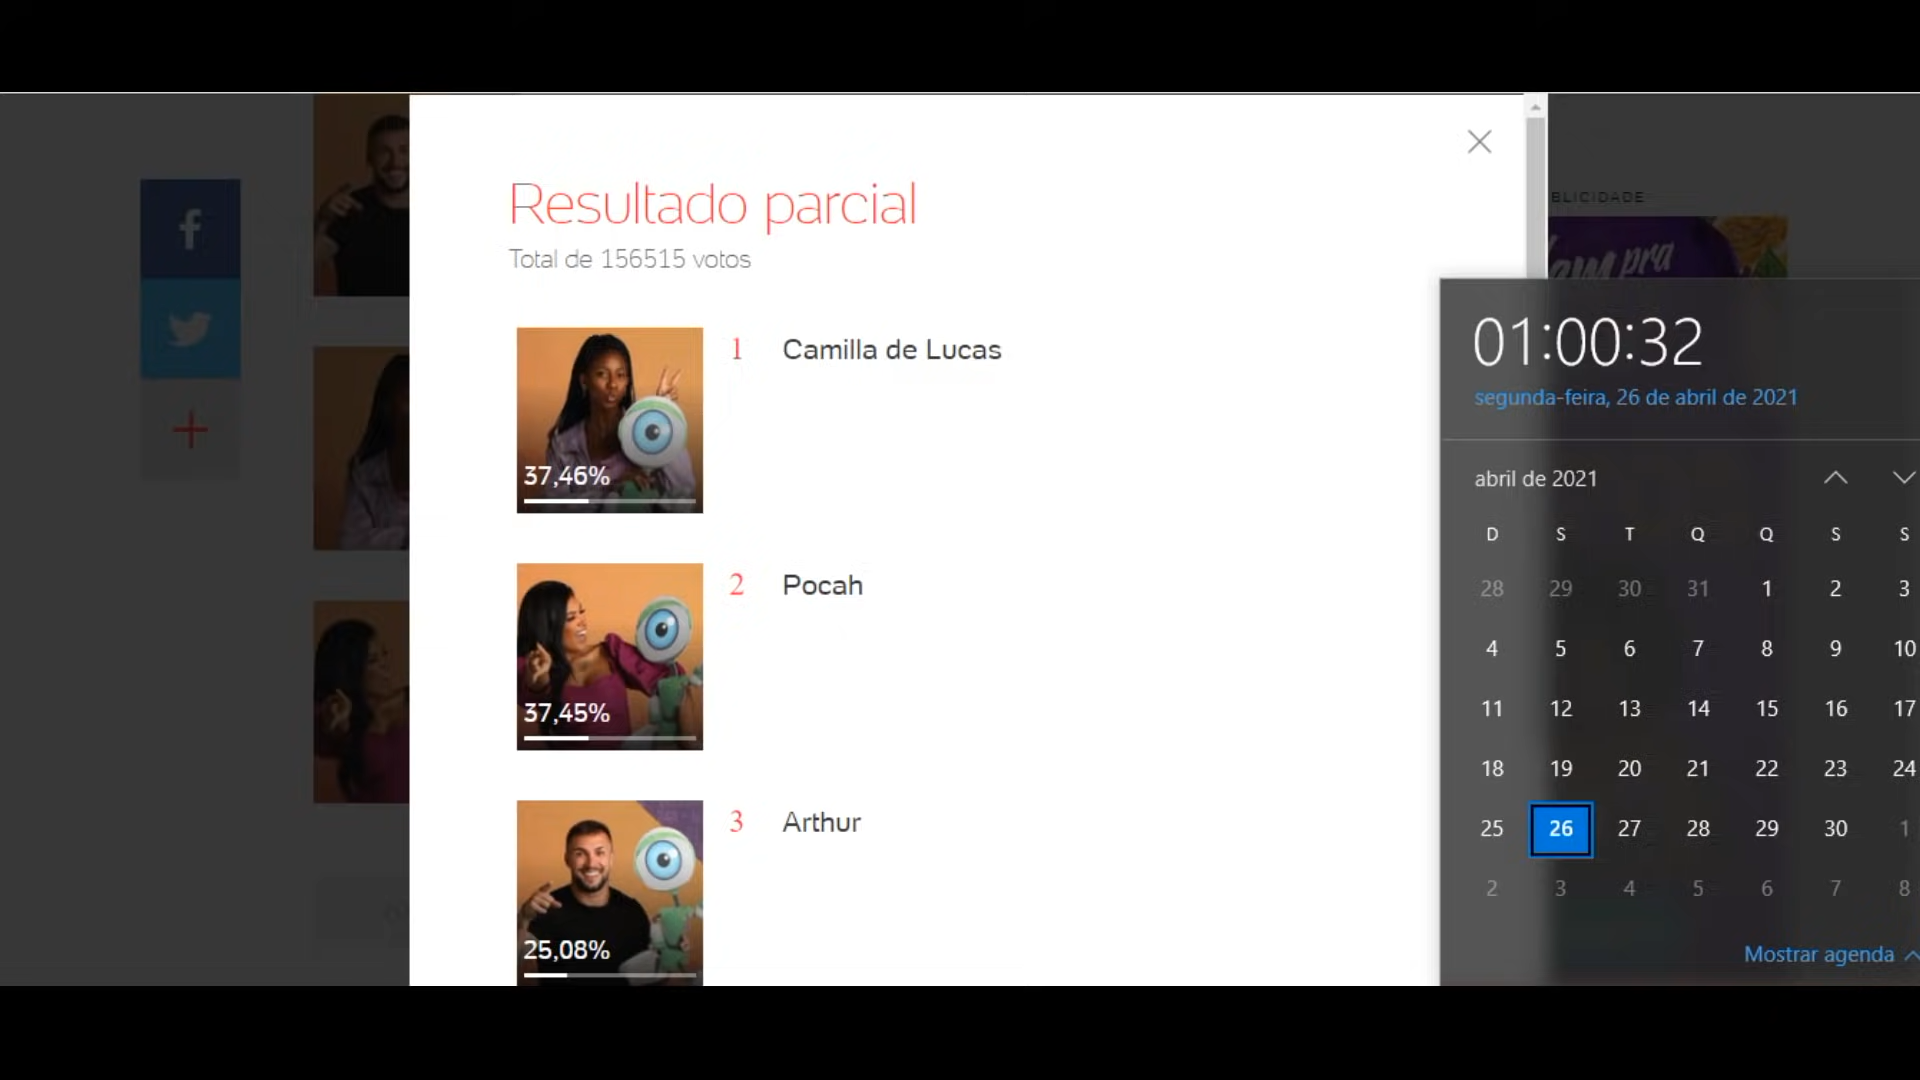 Resultado parcial
Total de 156515 votos
1 Camilla de Lucas
37,46%
2 Pocah
37,45%
3 Arthur
25,08%
BLICIDADE
pra
01:00:32
segunda-feira, 26 de abril de 2021
abril de 2021
D S T Q Q S S
28 29 30 31 1 2 3
4 5 6 7 8 9 10
11 12 13 14 15 16 17
18 19 20 21 22 23 24
25 26 27 28 29 30 1
2 3 4 5 6 7 8
Mostrar agenda